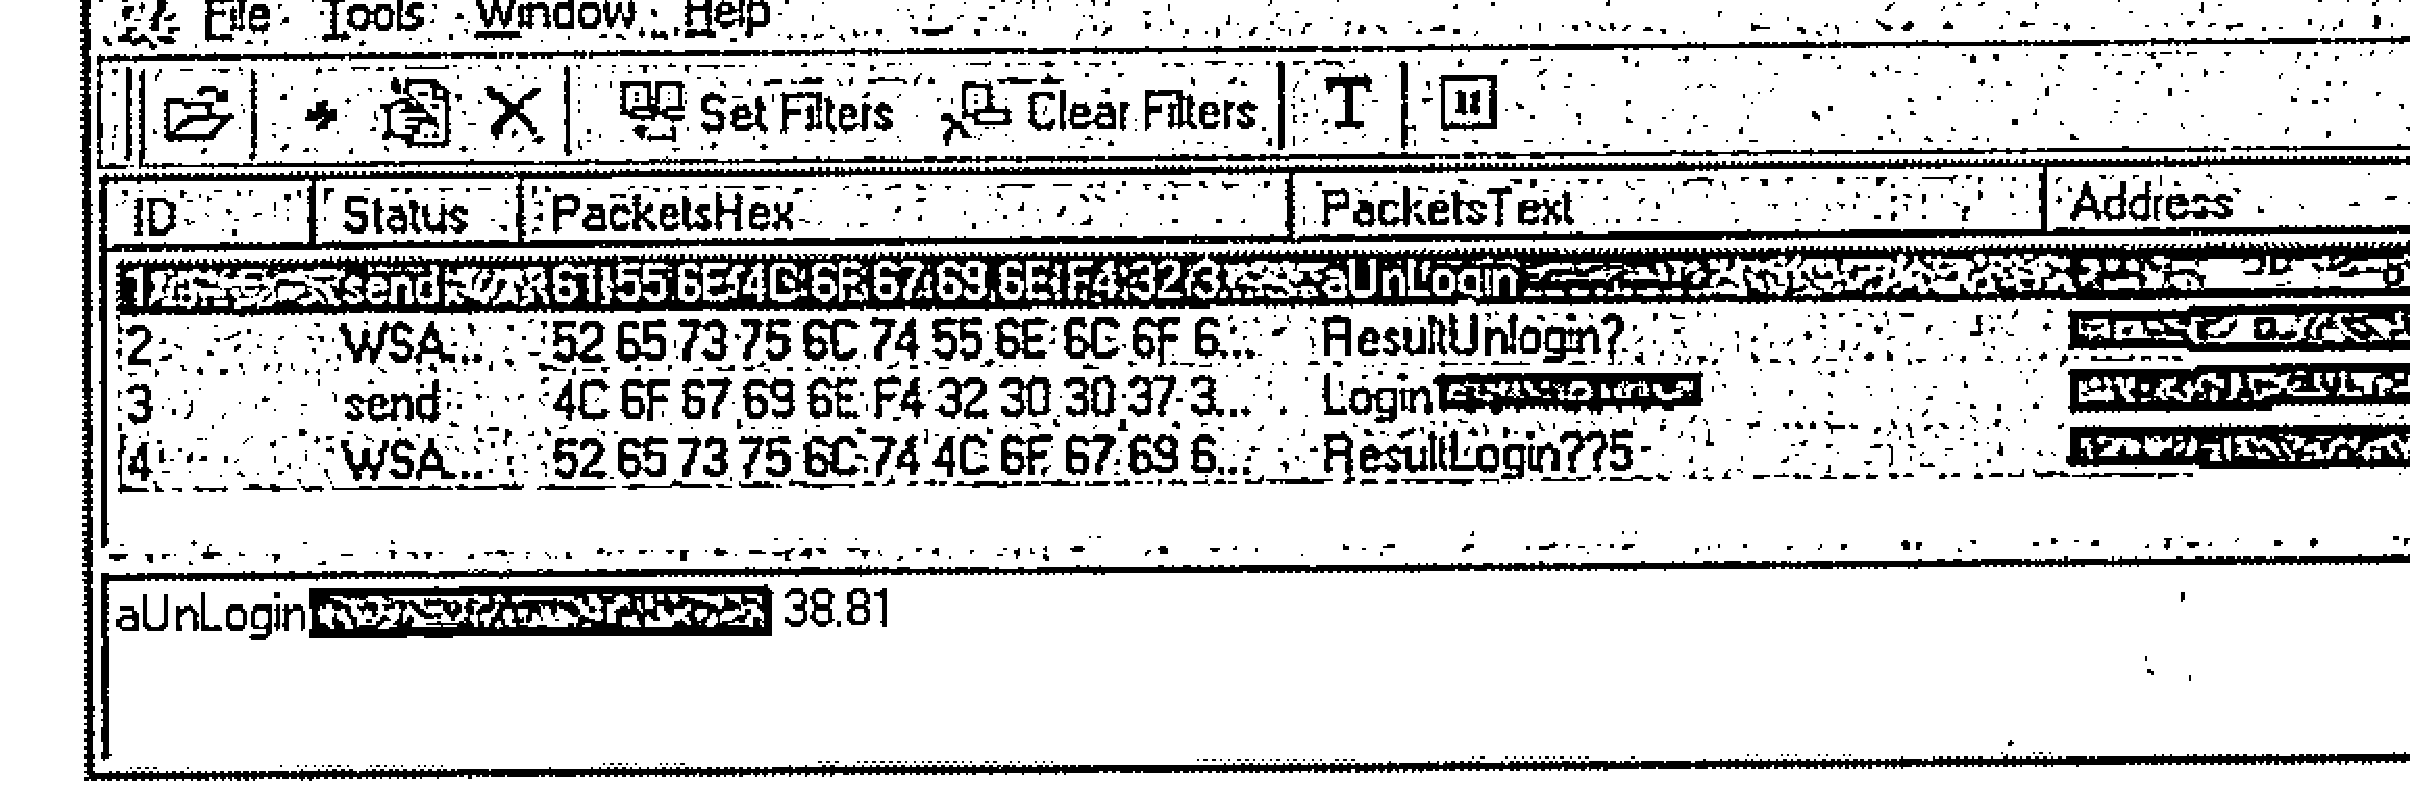 File Tools Window Help
Set Filters Clear Filters T
ID Status PacketsHex PacketsText Address
1 send 61 55 6E 4C 6F 67 69 6E F4 32 3... aUnLogin
2 WSA... 52 65 73 75 6C 74 55 6E 6C 6F 6... ResultUnlogin?
3 send 4C 6F 67 69 6E F4 32 30 30 37 3... Login
4 WSA... 52 65 73 75 6C 74 4C 6F 67 69 6... ResultLogin??5
aUnLogin 38.81